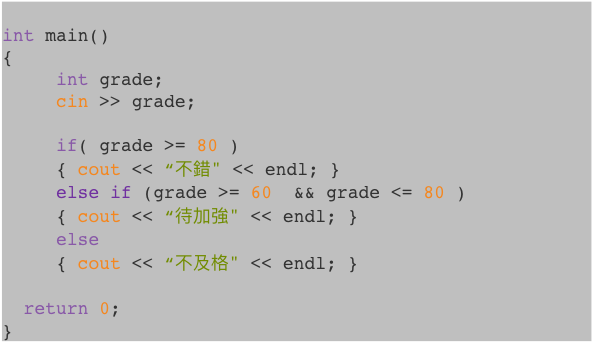 int main()
{
int grade;
cin >> grade;
if( grade >= 80 )
{ cout << “不錯" << endl; }
else if (grade >= 60  && grade <= 80 )
{ cout << “待加強" << endl; }
else
{ cout << “不及格" << endl; }
return 0;
}